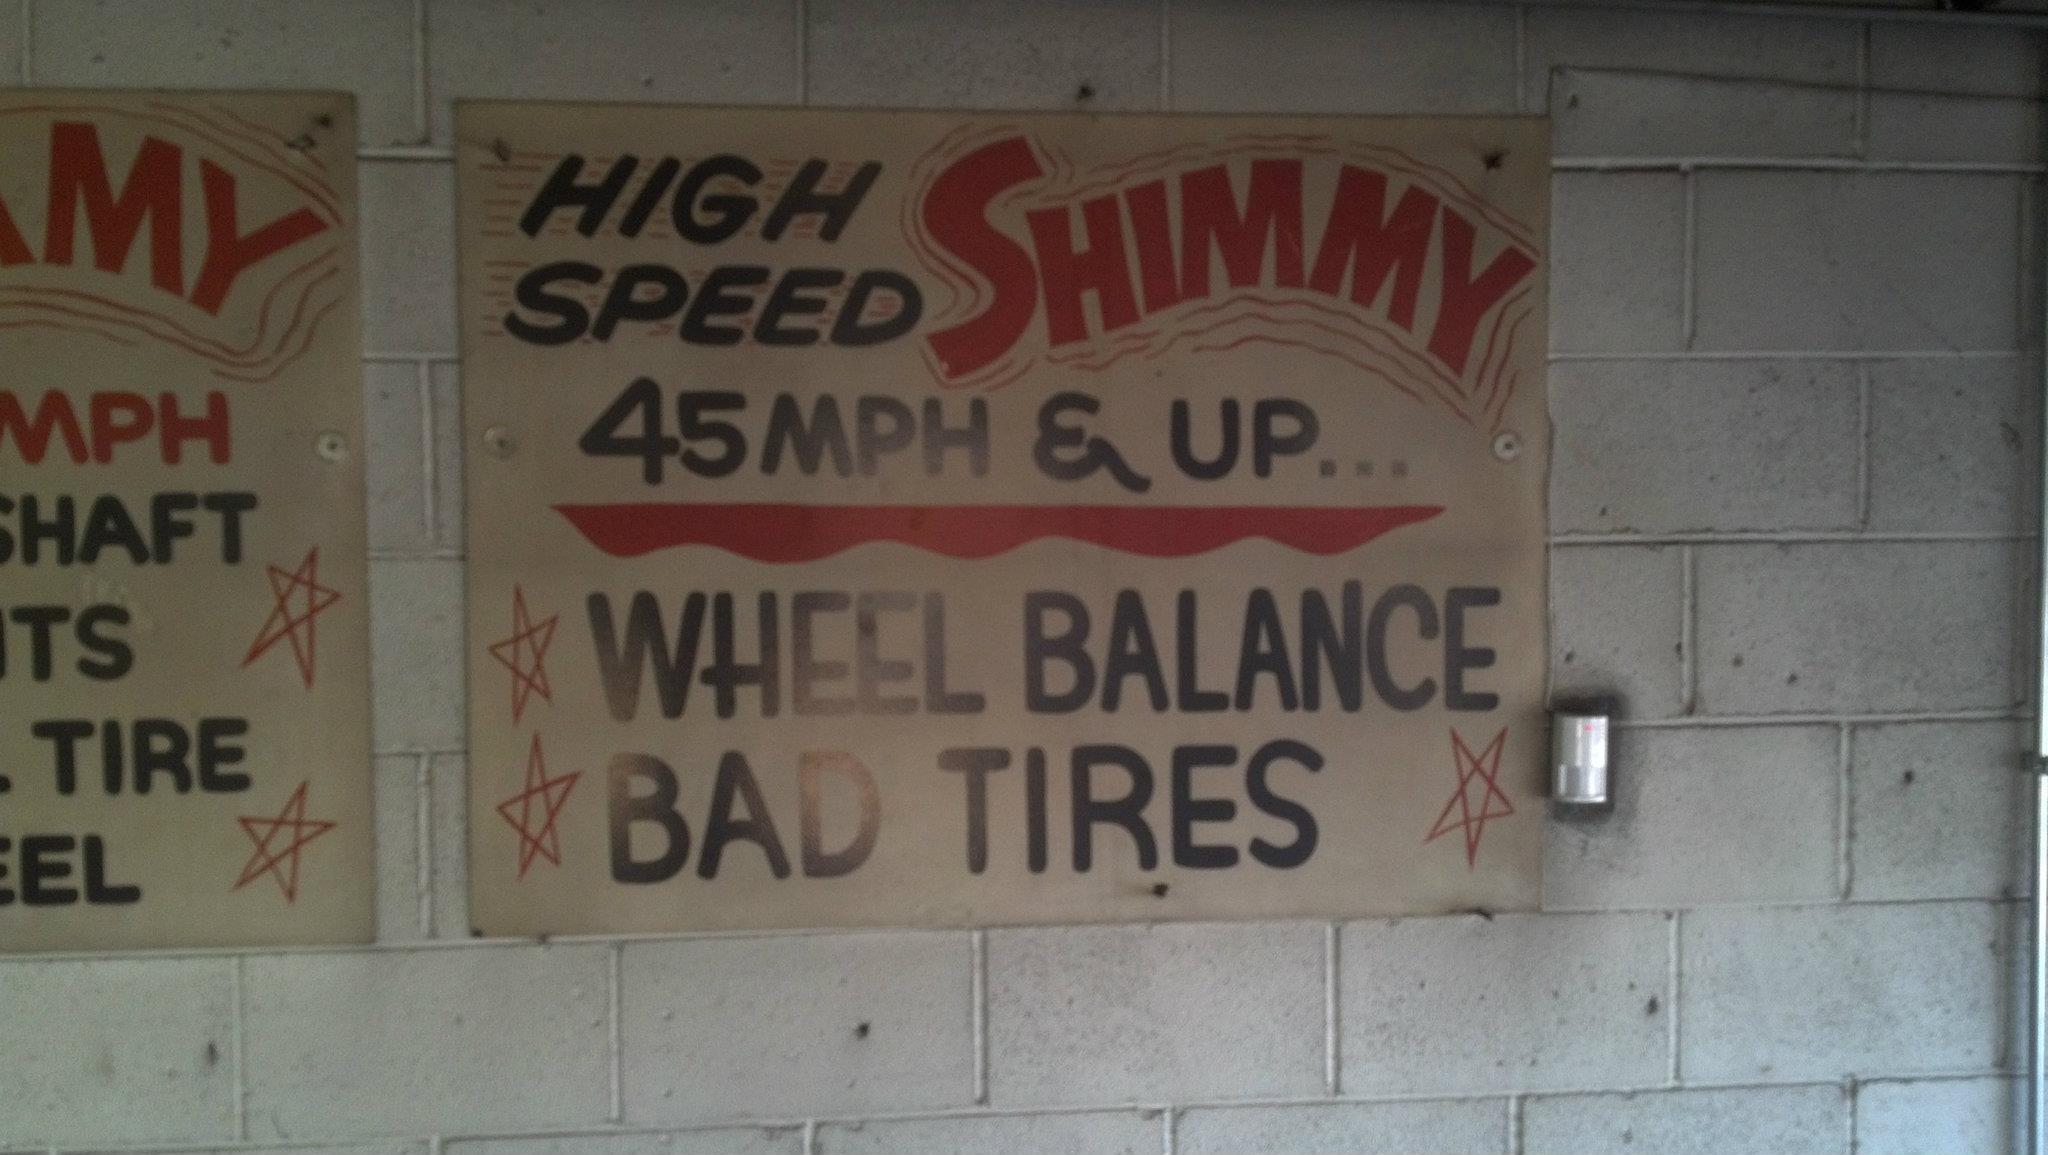 AMY
MPH
SHAFT
TS
TIRE
EEL
HIGH SPEED SHIMMY
45 MPH & UP...
WHEEL BALANCE
BAD TIRES